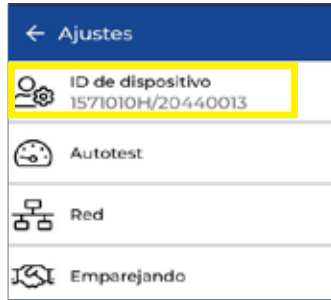 Ajustes
ID de dispositivo
1571010H/20440013
Autotest
Red
Emparejando